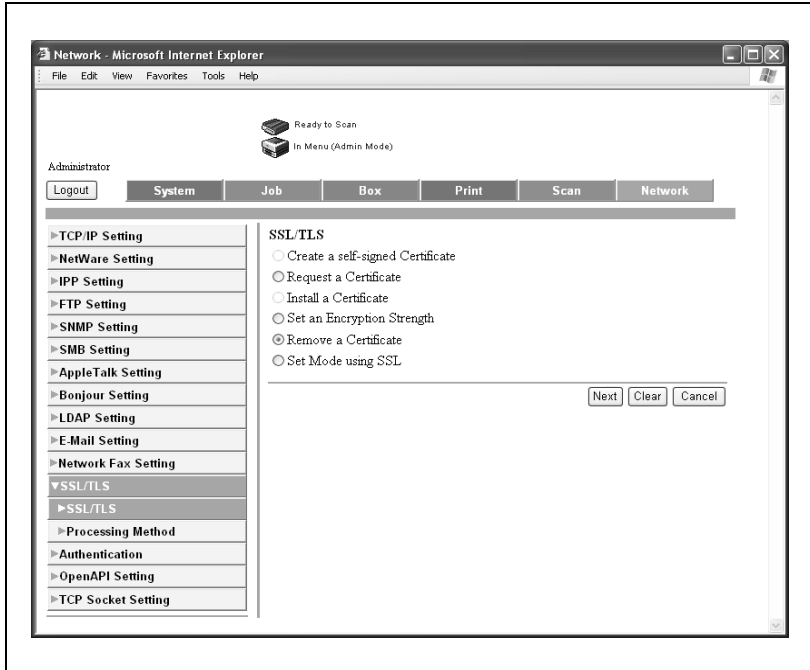 Network - Microsoft Internet Explorer
File Edit View Favorites Tools Help
Ready to Scan
In Menu (Admin Mode)
Administrator
Logout System Job Box Print Scan Network
TCP/IP Setting
NetWare Setting
IPP Setting
FTP Setting
SNMP Setting
SMB Setting
AppleTalk Setting
Bonjour Setting
LDAP Setting
E-Mail Setting
Network Fax Setting
SSL/TLS
SSL/TLS
Processing Method
Authentication
OpenAPI Setting
TCP Socket Setting
SSL/TLS
Create a self-signed Certificate
Request a Certificate
Install a Certificate
Set an Encryption Strength
Remove a Certificate
Set Mode using SSL
Next Clear Cancel